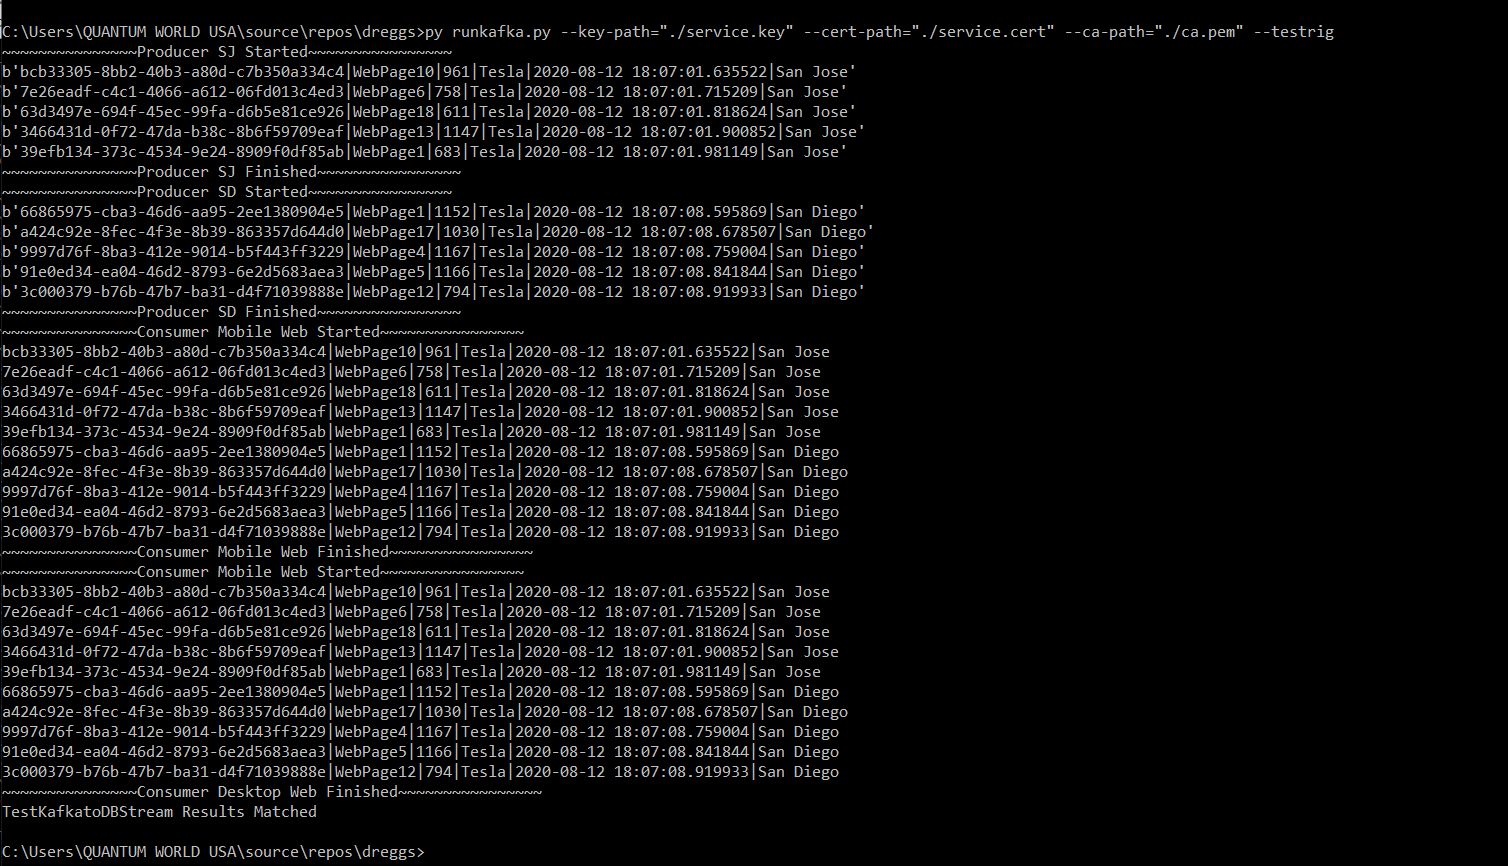 C:\Users\QUANTUM WORLD USA\source\repos\dreggs>py runkafka.py --key-path="./service.key" --cert-path="./service.cert" --ca-path="./ca.pem" --testrig
~~~~~~~~~~~~~~~Producer SJ Started~~~~~~~~~~~~~~~~
b'bcb33305-8bb2-40b3-a80d-c7b350a334c4|WebPage10|961|Tesla|2020-08-12 18:07:01.635522|San Jose'
b'7e26eadf-c4c1-4066-a612-06fd013c4ed3|WebPage6|758|Tesla|2020-08-12 18:07:01.715209|San Jose'
b'63d3497e-694f-45ec-99fa-d6b5e81ce926|WebPage18|611|Tesla|2020-08-12 18:07:01.818624|San Jose'
b'3466431d-0f72-47da-b38c-8b6f59709eaf|WebPage13|1147|Tesla|2020-08-12 18:07:01.900852|San Jose'
b'39efb134-373c-4534-9e24-8909f0df85ab|WebPage1|683|Tesla|2020-08-12 18:07:01.981149|San Jose'
~~~~~~~~~~~~~~~Producer SJ Finished~~~~~~~~~~~~~~~~
~~~~~~~~~~~~~~~Producer SD Started~~~~~~~~~~~~~~~~
b'66865975-cba3-46d6-aa95-2ee1380904e5|WebPage1|1152|Tesla|2020-08-12 18:07:08.595869|San Diego'
b'a424c92e-8fec-4f3e-8b39-863357d644d0|WebPage17|1030|Tesla|2020-08-12 18:07:08.678507|San Diego'
b'9997d76f-8ba3-412e-9014-b5f443ff3229|WebPage4|1167|Tesla|2020-08-12 18:07:08.759004|San Diego'
b'91e0ed34-ea04-46d2-8793-6e2d5683aea3|WebPage5|1166|Tesla|2020-08-12 18:07:08.841844|San Diego'
b'3c000379-b76b-47b7-ba31-d4f71039888e|WebPage12|794|Tesla|2020-08-12 18:07:08.919933|San Diego'
~~~~~~~~~~~~~~~Producer SD Finished~~~~~~~~~~~~~~~~
~~~~~~~~~~~~~~~Consumer Mobile Web Started~~~~~~~~~~~~~~~~
bcb33305-8bb2-40b3-a80d-c7b350a334c4|WebPage10|961|Tesla|2020-08-12 18:07:01.635522|San Jose
7e26eadf-c4c1-4066-a612-06fd013c4ed3|WebPage6|758|Tesla|2020-08-12 18:07:01.715209|San Jose
63d3497e-694f-45ec-99fa-d6b5e81ce926|WebPage18|611|Tesla|2020-08-12 18:07:01.818624|San Jose
3466431d-0f72-47da-b38c-8b6f59709eaf|WebPage13|1147|Tesla|2020-08-12 18:07:01.900852|San Jose
39efb134-373c-4534-9e24-8909f0df85ab|WebPage1|683|Tesla|2020-08-12 18:07:01.981149|San Jose
66865975-cba3-46d6-aa95-2ee1380904e5|WebPage1|1152|Tesla|2020-08-12 18:07:08.595869|San Diego
a424c92e-8fec-4f3e-8b39-863357d644d0|WebPage17|1030|Tesla|2020-08-12 18:07:08.678507|San Diego
9997d76f-8ba3-412e-9014-b5f443ff3229|WebPage4|1167|Tesla|2020-08-12 18:07:08.759004|San Diego
91e0ed34-ea04-46d2-8793-6e2d5683aea3|WebPage5|1166|Tesla|2020-08-12 18:07:08.841844|San Diego
3c000379-b76b-47b7-ba31-d4f71039888e|WebPage12|794|Tesla|2020-08-12 18:07:08.919933|San Diego
~~~~~~~~~~~~~~~Consumer Mobile Web Finished~~~~~~~~~~~~~~~~
~~~~~~~~~~~~~~~Consumer Mobile Web Started~~~~~~~~~~~~~~~~
bcb33305-8bb2-40b3-a80d-c7b350a334c4|WebPage10|961|Tesla|2020-08-12 18:07:01.635522|San Jose
7e26eadf-c4c1-4066-a612-06fd013c4ed3|WebPage6|758|Tesla|2020-08-12 18:07:01.715209|San Jose
63d3497e-694f-45ec-99fa-d6b5e81ce926|WebPage18|611|Tesla|2020-08-12 18:07:01.818624|San Jose
3466431d-0f72-47da-b38c-8b6f59709eaf|WebPage13|1147|Tesla|2020-08-12 18:07:01.900852|San Jose
39efb134-373c-4534-9e24-8909f0df85ab|WebPage1|683|Tesla|2020-08-12 18:07:01.981149|San Jose
66865975-cba3-46d6-aa95-2ee1380904e5|WebPage1|1152|Tesla|2020-08-12 18:07:08.595869|San Diego
a424c92e-8fec-4f3e-8b39-863357d644d0|WebPage17|1030|Tesla|2020-08-12 18:07:08.678507|San Diego
9997d76f-8ba3-412e-9014-b5f443ff3229|WebPage4|1167|Tesla|2020-08-12 18:07:08.759004|San Diego
91e0ed34-ea04-46d2-8793-6e2d5683aea3|WebPage5|1166|Tesla|2020-08-12 18:07:08.841844|San Diego
3c000379-b76b-47b7-ba31-d4f71039888e|WebPage12|794|Tesla|2020-08-12 18:07:08.919933|San Diego
~~~~~~~~~~~~~~~Consumer Desktop Web Finished~~~~~~~~~~~~~~~~
TestKafkatoDBStream Results Matched
C:\Users\QUANTUM WORLD USA\source\repos\dreggs>